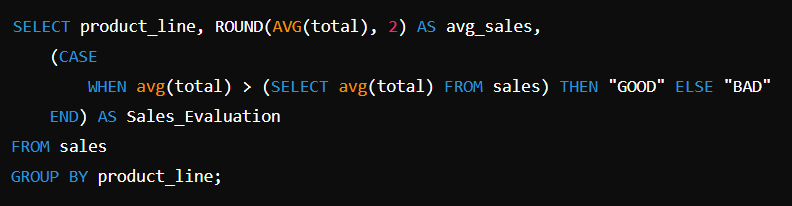 SELECT product_line, ROUND(AVG(total), 2) AS avg_sales,
(CASE
WHEN avg(total) > (SELECT avg(total) FROM sales) THEN "GOOD" ELSE "BAD"
END) AS Sales_Evaluation
FROM sales
GROUP BY product_line;